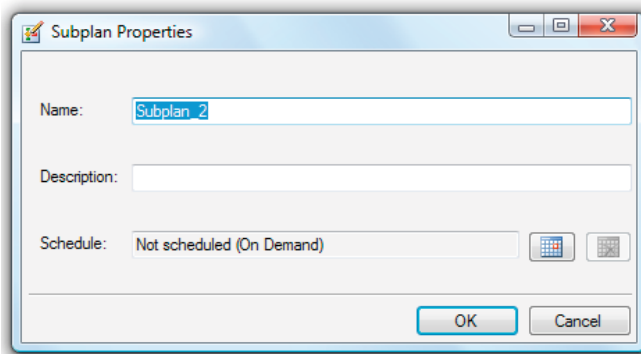 Subplan Properties
Name: Subplan_2
Description:
Schedule: Not scheduled (On Demand)
OK Cancel